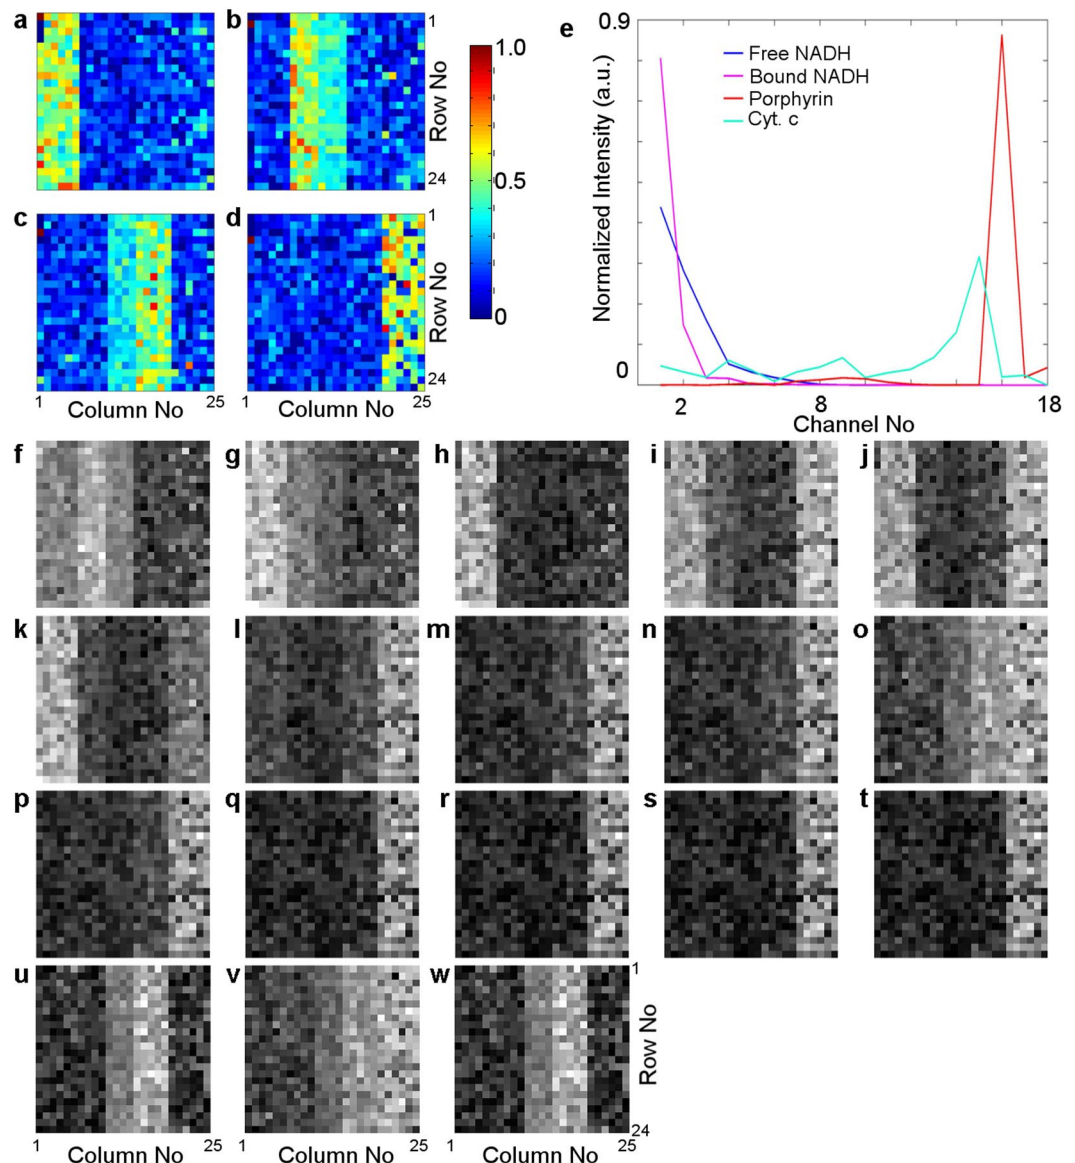 a
b
1
Row No
24
1.0
0.5
0
c
d
1
Row No
24
1
Column No
25
1
Column No
25
e
0.9
Normalized Intensity (a.u.)
0
Free NADH
Bound NADH
Porphyrin
Cyt. c
2
8
18
Channel No
f
g
h
i
j
k
l
m
n
o
p
q
r
s
t
u
v
w
1
Row No
24
1
Column No
25
1
Column No
25
1
Column No
25